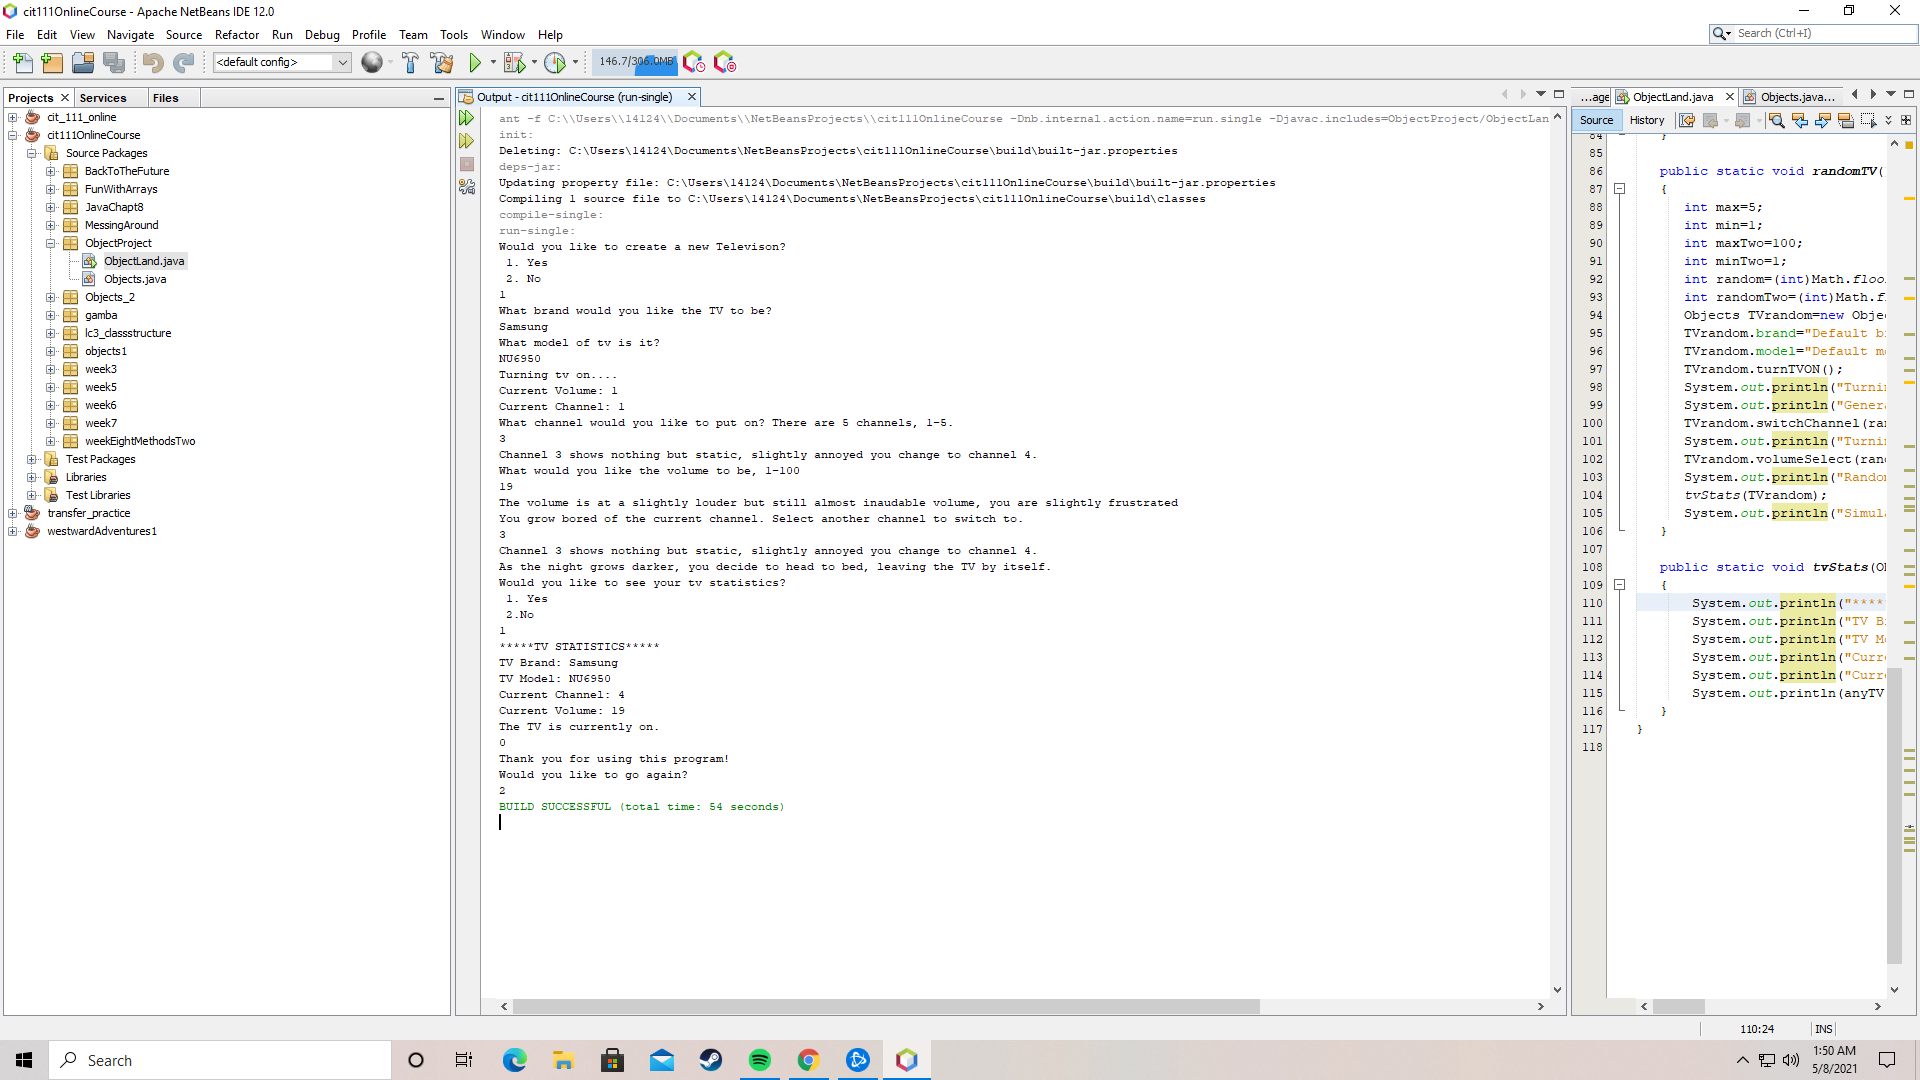 cit111OnlineCourse - Apache NetBeans IDE 12.0
File Edit View Navigate Source Refactor Run Debug Profile Team Tools Window Help
Search (Ctrl+I)
<default config>
146.7/306.0MB
Projects Services Files
cit_111_online
cit111OnlineCourse
Source Packages
BackToTheFuture
FunWithArrays
JavaChapt8
MessingAround
ObjectProject
ObjectLand.java
Objects.java
Objects_2
gamba
lc3_classstructure
objects1
week3
week5
week6
week7
weekEightMethodsTwo
Test Packages
Libraries
Test Libraries
transfer_practice
westwardAdventures1
Output - cit111OnlineCourse (run-single)
ant -f C:\\Users\\14124\\Documents\\NetBeansProjects\\cit111OnlineCourse -Dnb.internal.action.name=run.single -Djavac.includes=ObjectProject/ObjectLan
init:
Deleting: C:\Users\14124\Documents\NetBeansProjects\cit111OnlineCourse\build\built-jar.properties
deps-jar:
Updating property file: C:\Users\14124\Documents\NetBeansProjects\cit111OnlineCourse\build\built-jar.properties
Compiling 1 source file to C:\Users\14124\Documents\NetBeansProjects\cit111OnlineCourse\build\classes
compile-single:
run-single:
Would you like to create a new Televison?
1. Yes
2. No
1
What brand would you like the TV to be?
Samsung
What model of tv is it?
NU6950
Turning tv on....
Current Volume: 1
Current Channel: 1
What channel would you like to put on? There are 5 channels, 1-5.
3
Channel 3 shows nothing but static, slightly annoyed you change to channel 4.
What would you like the volume to be, 1-100
19
The volume is at a slightly louder but still almost inaudable volume, you are slightly frustrated
You grow bored of the current channel. Select another channel to switch to.
3
Channel 3 shows nothing but static, slightly annoyed you change to channel 4.
As the night grows darker, you decide to head to bed, leaving the TV by itself.
Would you like to see your tv statistics?
1. Yes
2.No
1
*****TV STATISTICS*****
TV Brand: Samsung
TV Model: NU6950
Current Channel: 4
Current Volume: 19
The TV is currently on.
0
Thank you for using this program!
Would you like to go again?
2
BUILD SUCCESSFUL (total time: 54 seconds)
...age ObjectLand.java Objects.java...
Source History
84 }
85
86 public static void randomTV(
87 {
88 int max=5;
89 int min=1;
90 int maxTwo=100;
91 int minTwo=1;
92 int random=(int)Math.floo
93 int randomTwo=(int)Math.f
94 Objects TVrandom=new Obje
95 TVrandom.brand="Default b
96 TVrandom.model="Default m
97 TVrandom.turnTVON();
98 System.out.println("Turnin
99 System.out.println("Genera
100 TVrandom.switchChannel(ran
101 System.out.println("Turnin
102 TVrandom.volumeSelect(rand
103 System.out.println("Random
104 tvStats(TVrandom);
105 System.out.println("Simula
106 }
107
108 public static void tvStats(Ob
109 {
110 System.out.println("****
111 System.out.println("TV B
112 System.out.println("TV M
113 System.out.println("Curr
114 System.out.println("Curr
115 System.out.println(anyTV
116 }
117 }
118
110:24 INS
Search
1:50 AM
5/8/2021